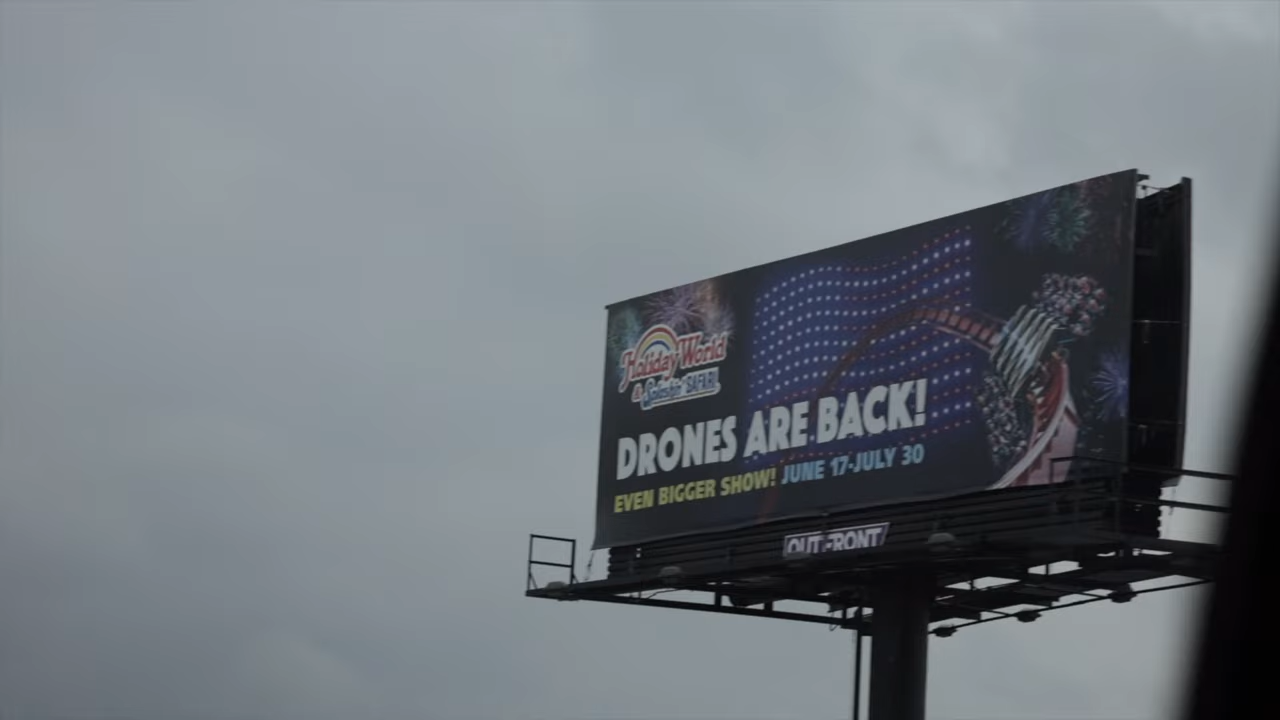 Holiday World
& Splashin' SAFARI
DRONES ARE BACK!
EVEN BIGGER SHOW! JUNE 17-JULY 30
OUTFRONT